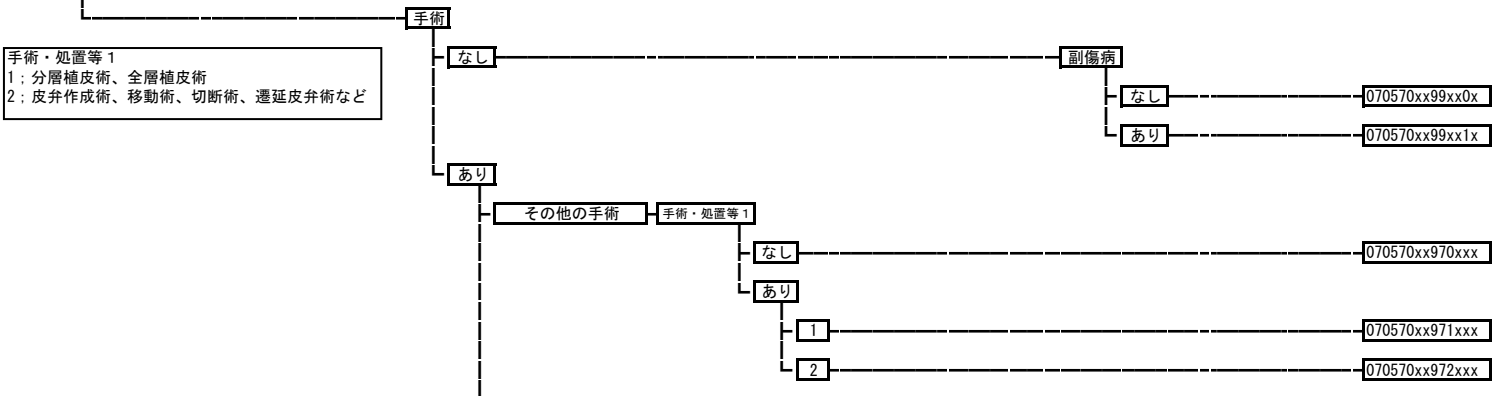 手術
手術・処置等１
1；分層植皮術、全層植皮術
2；皮弁作成術、移動術、切断術、遷延皮弁術など
なし
副傷病
なし
070570xx99xx0x
あり
070570xx99xx1x
あり
その他の手術
手術・処置等１
なし
070570xx970xxx
あり
1
070570xx971xxx
2
070570xx972xxx